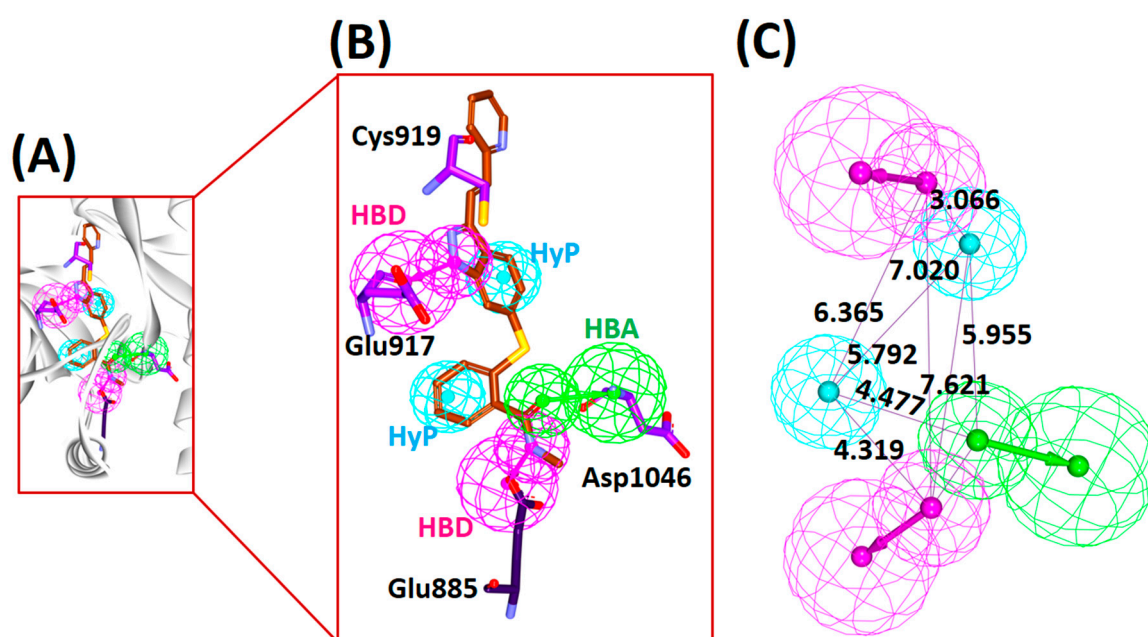 (A)
(B)
Cys919
HBD
HyP
Glu917
HBA
HyP
Asp1046
HBD
Glu885
(C)
3.066
7.020
6.365
5.955
5.792
4.477
7.621
4.319